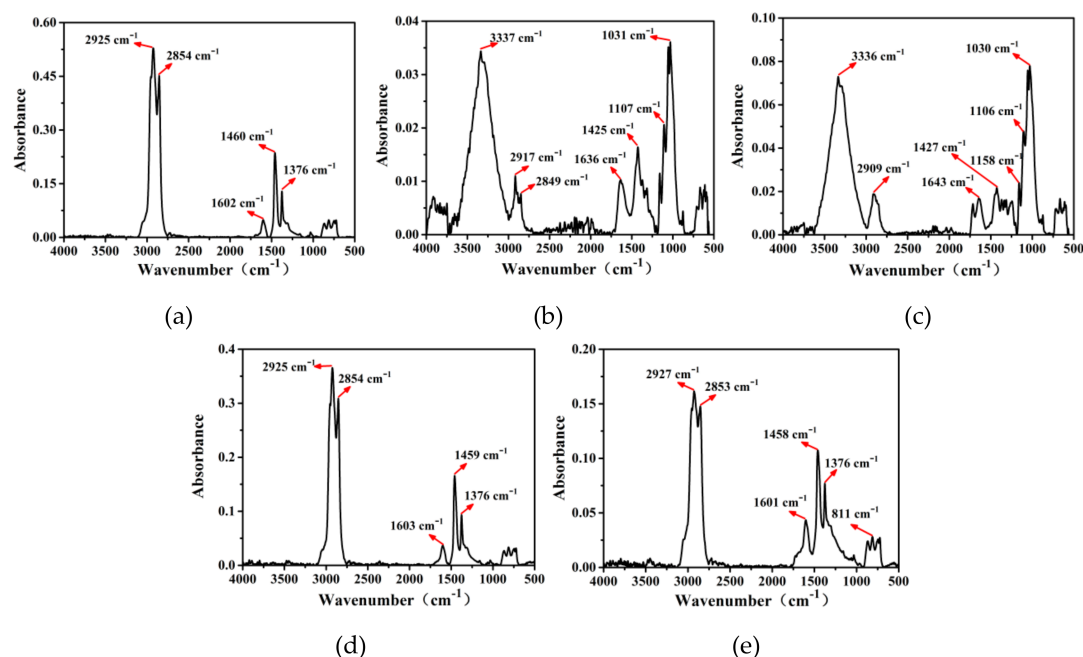 0.60
0.45
0.30
0.15
0.00
Absorbance
2925 cm⁻¹
2854 cm⁻¹
1460 cm⁻¹
1376 cm⁻¹
1602 cm⁻¹
4000 3500 3000 2500 2000 1500 1000 500
Wavenumber（cm⁻¹）
(a)
0.04
0.03
0.02
0.01
0.00
Absorbance
3337 cm⁻¹
1031 cm⁻¹
1107 cm⁻¹
1425 cm⁻¹
2917 cm⁻¹
1636 cm⁻¹
2849 cm⁻¹
4000 3500 3000 2500 2000 1500 1000 500
Wavenumber（cm⁻¹）
(b)
0.10
0.08
0.06
0.04
0.02
0.00
Absorbance
3336 cm⁻¹
1030 cm⁻¹
1106 cm⁻¹
1427 cm⁻¹
1158 cm⁻¹
2909 cm⁻¹
1643 cm⁻¹
4000 3500 3000 2500 2000 1500 1000 500
Wavenumber（cm⁻¹）
(c)
0.4
0.3
0.2
0.1
0.0
Absorbance
2925 cm⁻¹
2854 cm⁻¹
1459 cm⁻¹
1376 cm⁻¹
1603 cm⁻¹
4000 3500 3000 2500 2000 1500 1000 500
Wavenumber（cm⁻¹）
(d)
0.20
0.15
0.10
0.05
0.00
Absorbance
2927 cm⁻¹
2853 cm⁻¹
1458 cm⁻¹
1376 cm⁻¹
1601 cm⁻¹
811 cm⁻¹
4000 3500 3000 2500 2000 1500 1000 500
Wavenumber（cm⁻¹）
(e)